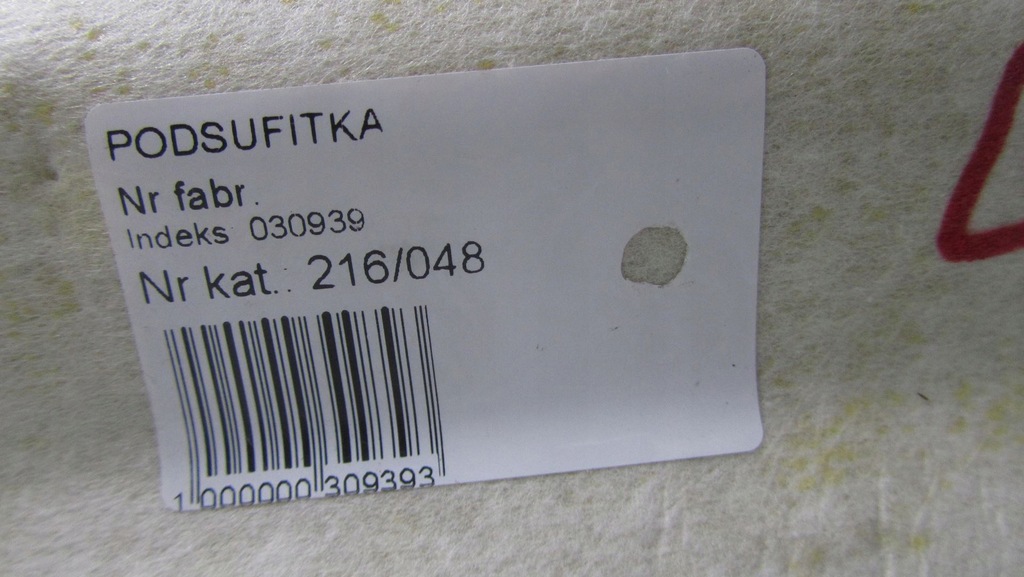 PODSUFITKA
Nr fabr.
Indeks 030939
Nr kat.: 216/048
1 000000 309393